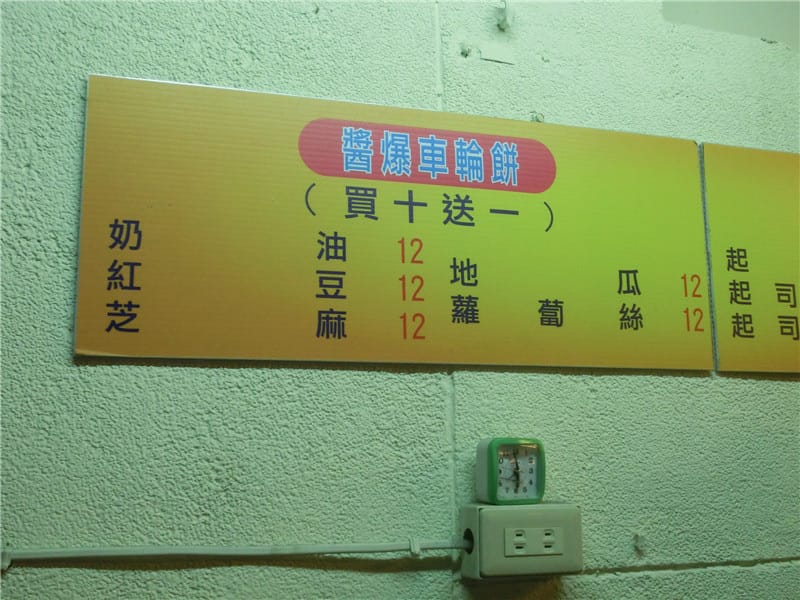 醬爆車輪餅
（買十送一）
奶油 12
紅豆 12
芝麻 12
地瓜 12
蘿蔔絲 12
起
起司
起司